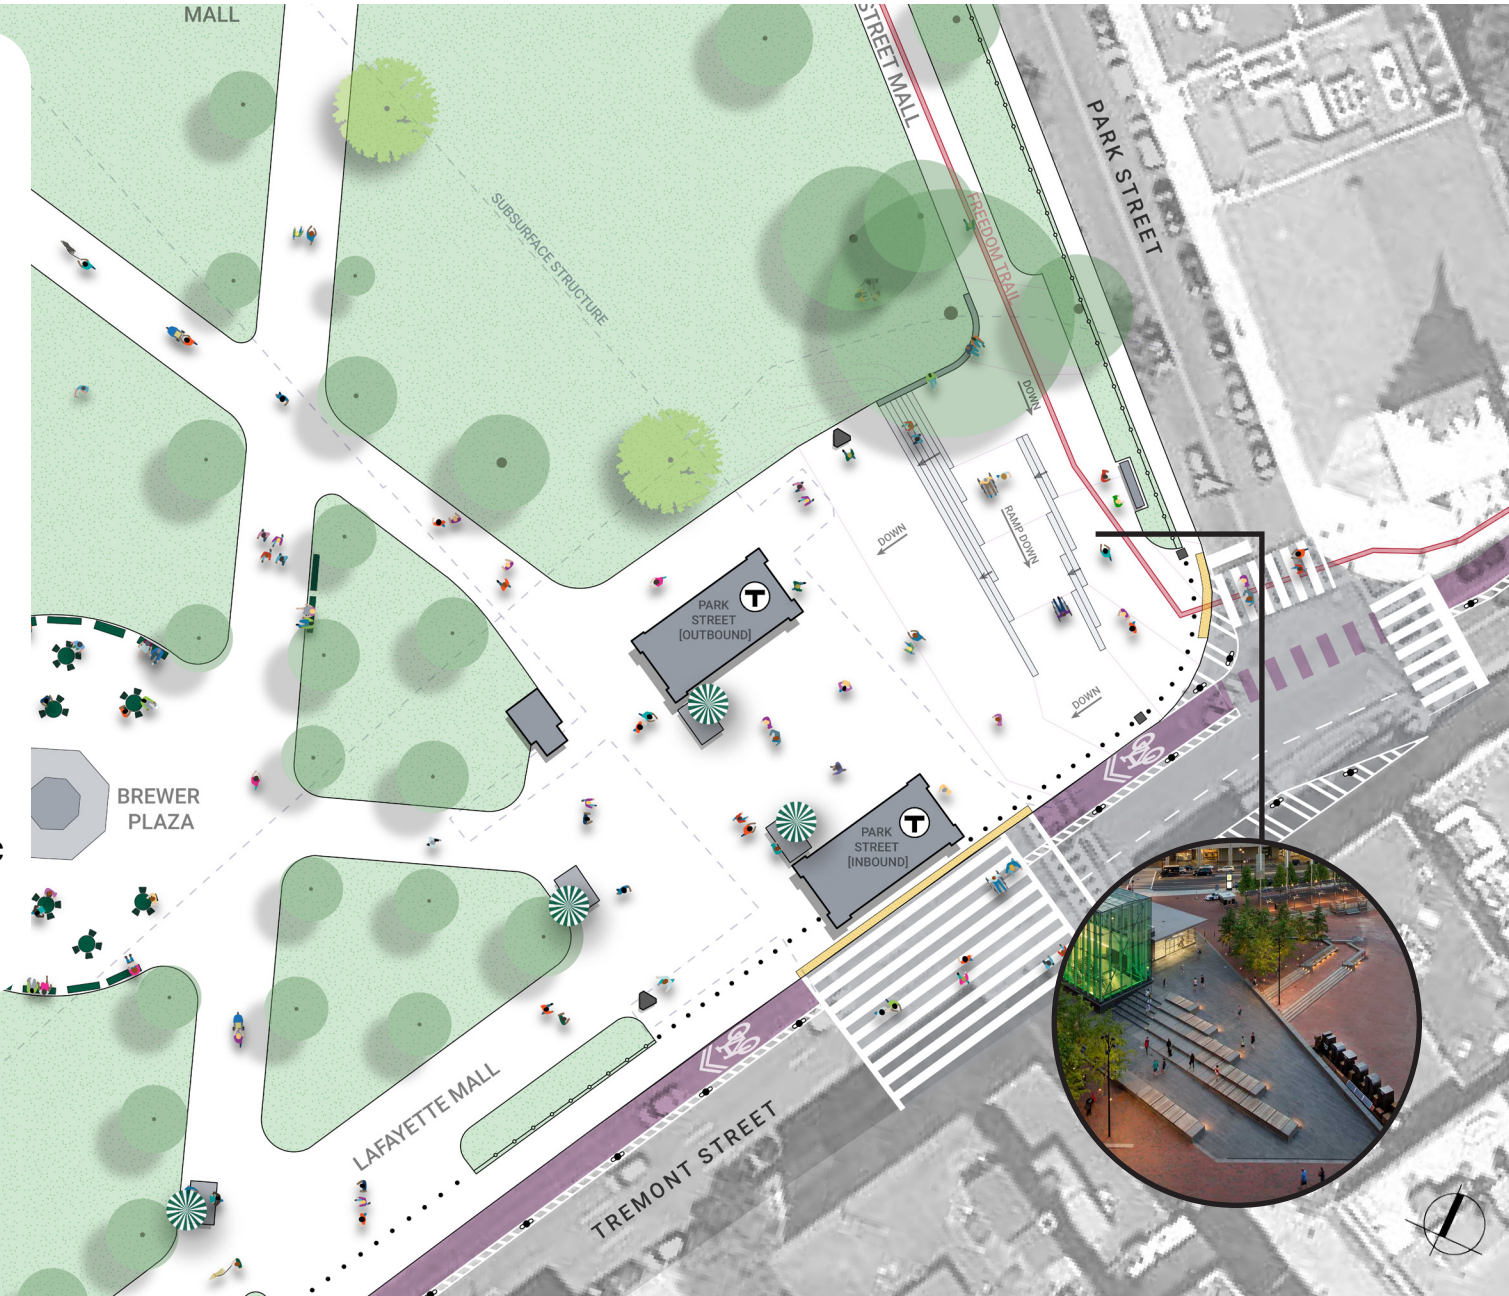 MALL
STREET MALL
PARK STREET
SUBSURFACE STRUCTURE
FREEDOM TRAIL
DOWN
DOWN
RAMP DOWN
PARK
STREET
[OUTBOUND]
T
DOWN
BREWER
PLAZA
PARK
STREET
[INBOUND]
T
LAFAYETTE MALL
TREMONT STREET